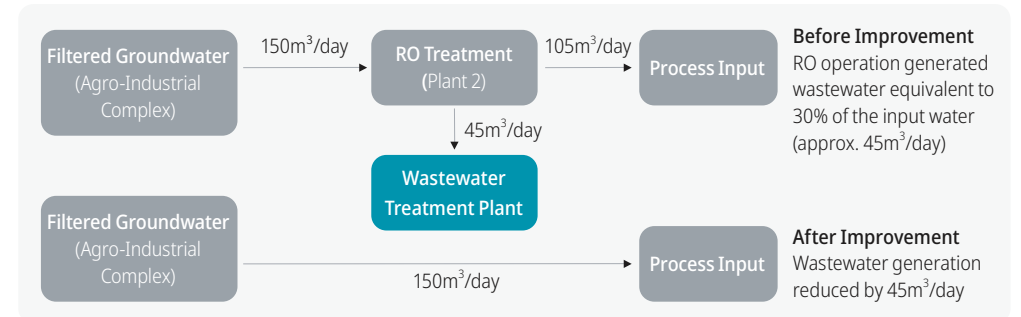 Filtered Groundwater
(Agro-Industrial
Complex)
150m³/day
RO Treatment
(Plant 2)
105m³/day
Process Input
45m³/day
Wastewater
Treatment Plant
Before Improvement
RO operation generated
wastewater equivalent to
30% of the input water
(approx. 45m³/day)
Filtered Groundwater
(Agro-Industrial
Complex)
150m³/day
Process Input
After Improvement
Wastewater generation
reduced by 45m³/day